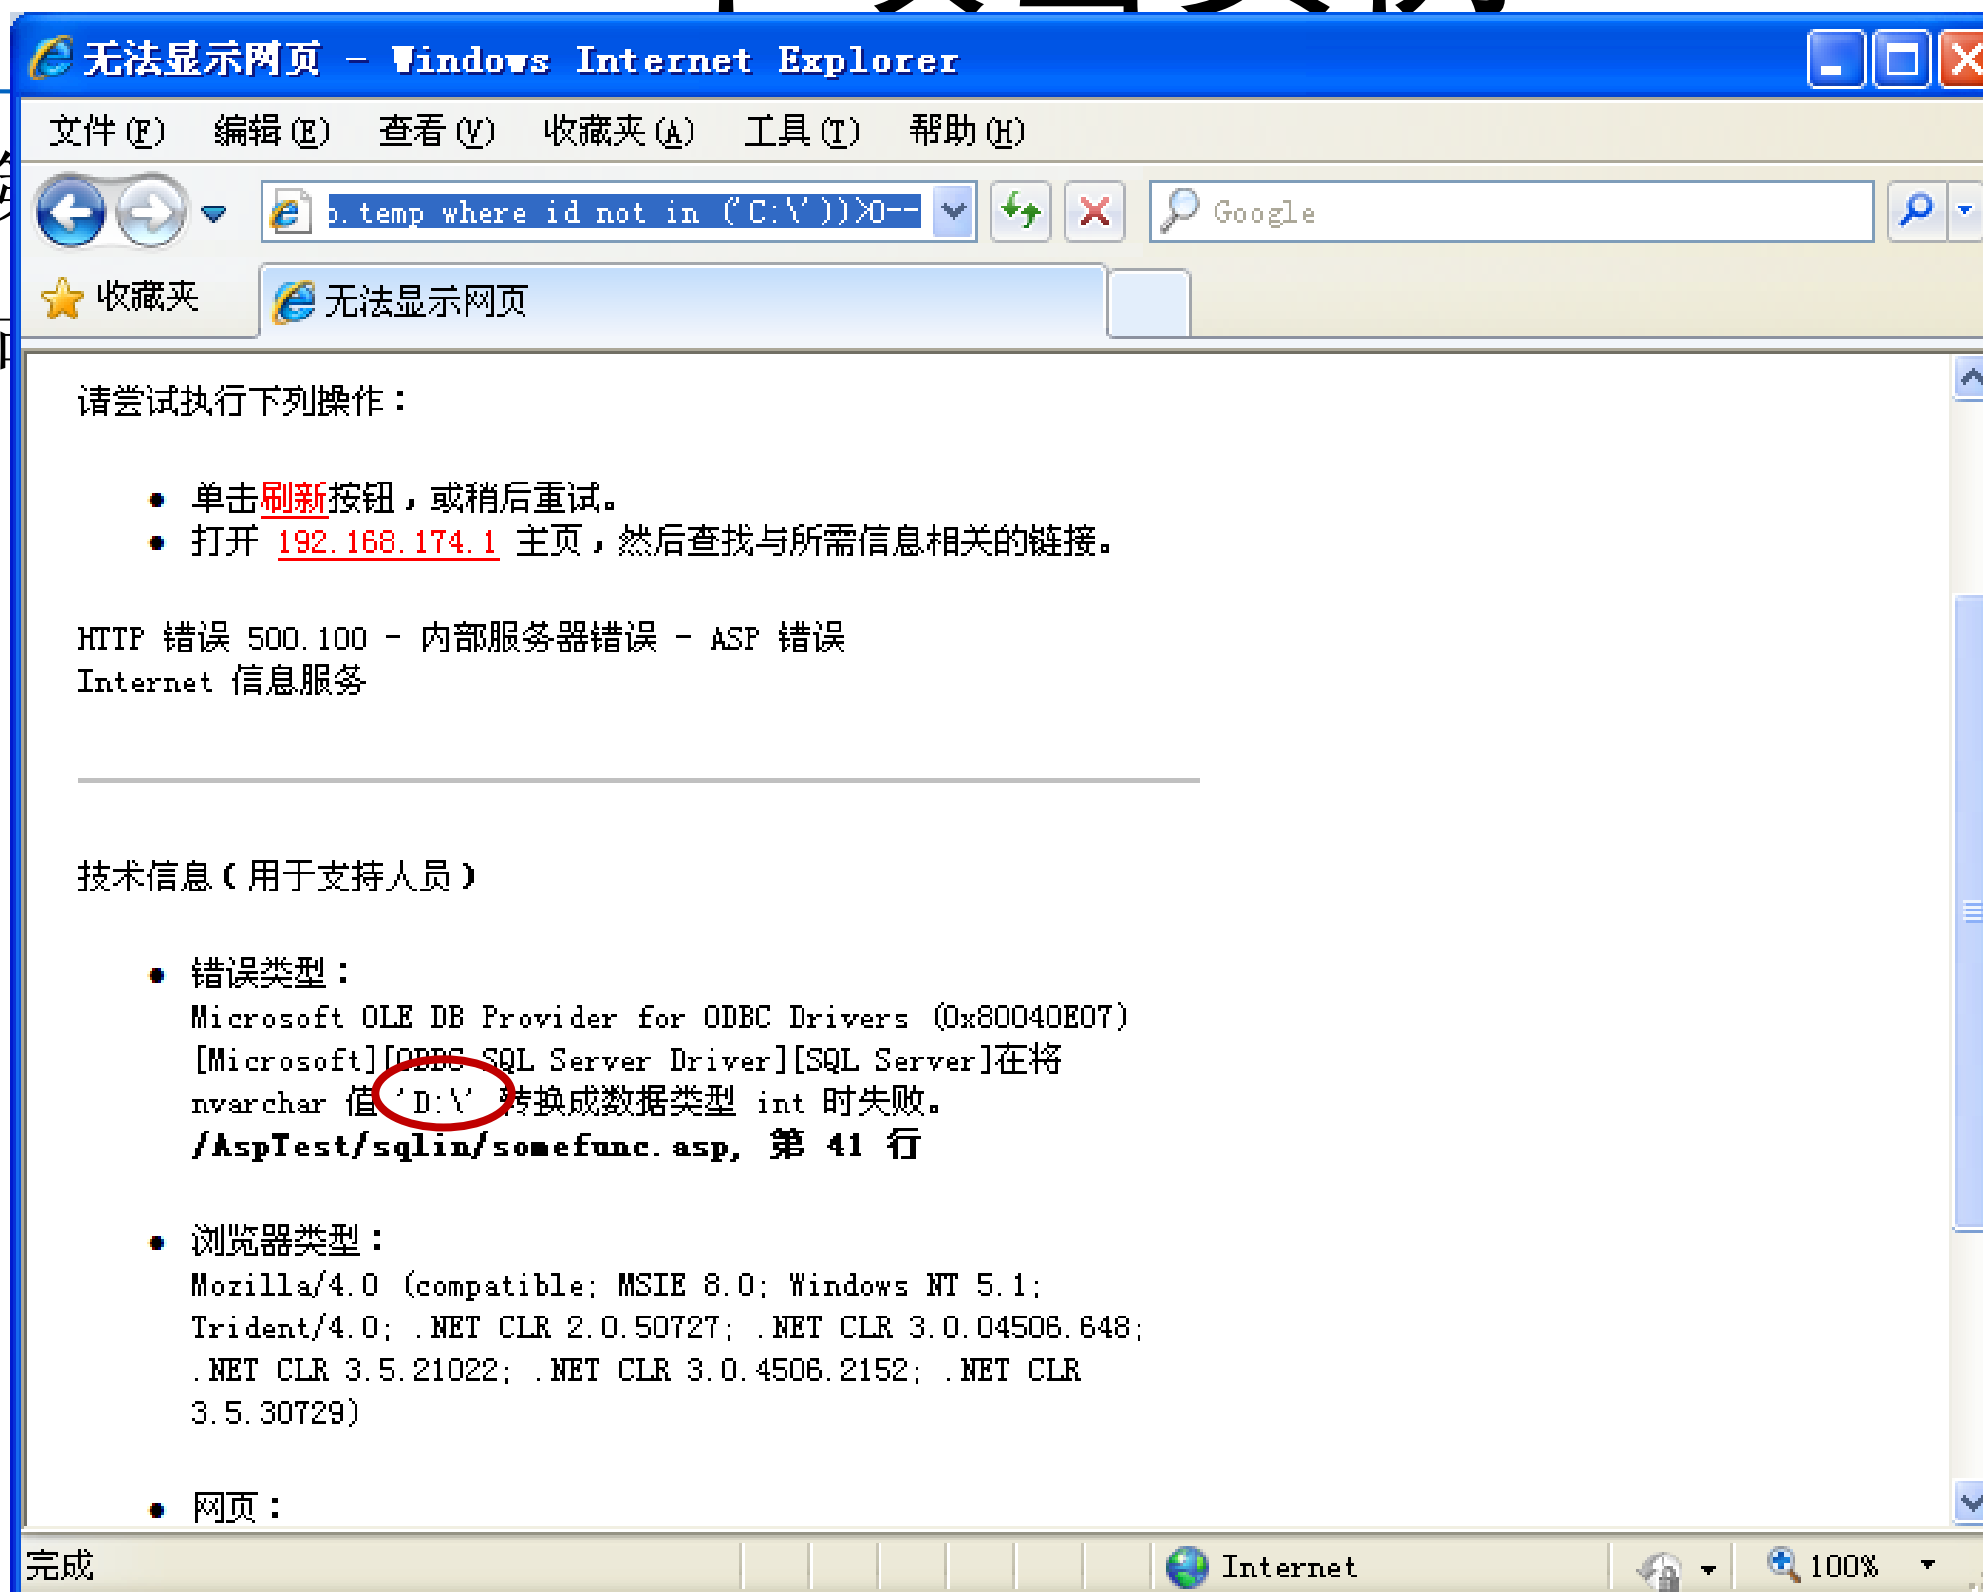 无法显示网页 - Windows Internet Explorer
文件(F) 编辑(E) 查看(V) 收藏夹(A) 工具(T) 帮助(H)
.temp where id not in ('C:\'))>0-- Google
收藏夹 无法显示网页
请尝试执行下列操作：
• 单击刷新按钮，或稍后重试。
• 打开 192.168.174.1 主页，然后查找与所需信息相关的链接。
HTTP 错误 500.100 - 内部服务器错误 - ASP 错误
Internet 信息服务
技术信息（用于支持人员）
• 错误类型：
Microsoft OLE DB Provider for ODBC Drivers (0x80040E07)
[Microsoft][ODBC SQL Server Driver][SQL Server]在将
nvarchar 值 'D:\' 转换成数据类型 int 时失败。
/AspTest/sqlin/somefunc.asp, 第 41 行
• 浏览器类型：
Mozilla/4.0 (compatible; MSIE 8.0; Windows NT 5.1;
Trident/4.0; .NET CLR 2.0.50727; .NET CLR 3.0.04506.648;
.NET CLR 3.5.21022; .NET CLR 3.0.4506.2152; .NET CLR
3.5.30729)
• 网页：
完成 Internet 100%